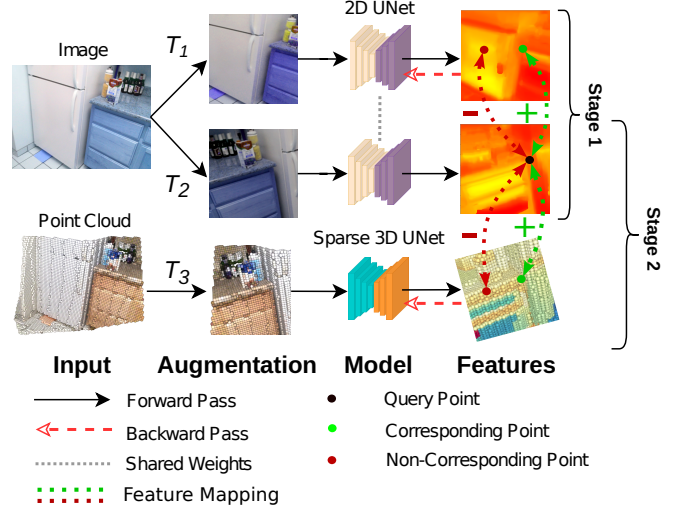 2D UNet
Image
T1
T2
Stage 1
Stage 2
Point Cloud
T3
Sparse 3D UNet
Input
Augmentation
Model
Features
Forward Pass
Backward Pass
Shared Weights
Feature Mapping
Query Point
Corresponding Point
Non-Corresponding Point